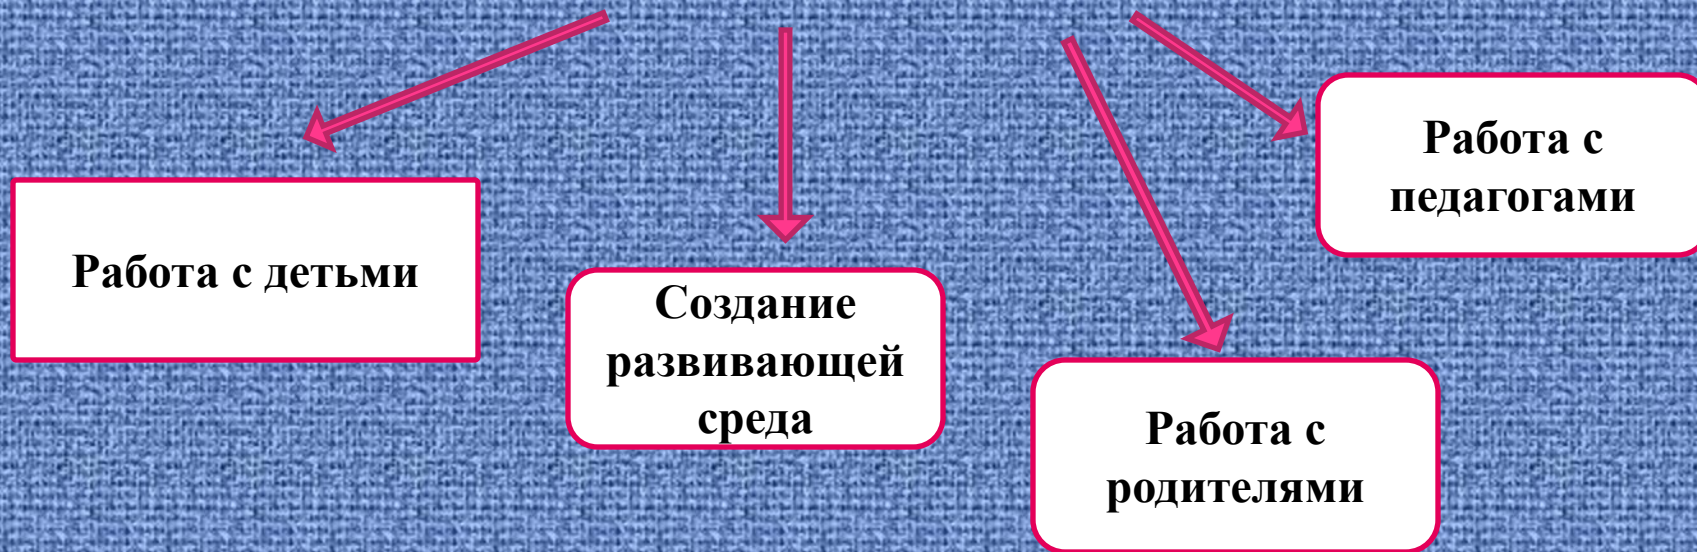 Работа с детьми
Создание
развивающей
среда
Работа с
родителями
Работа с
педагогами